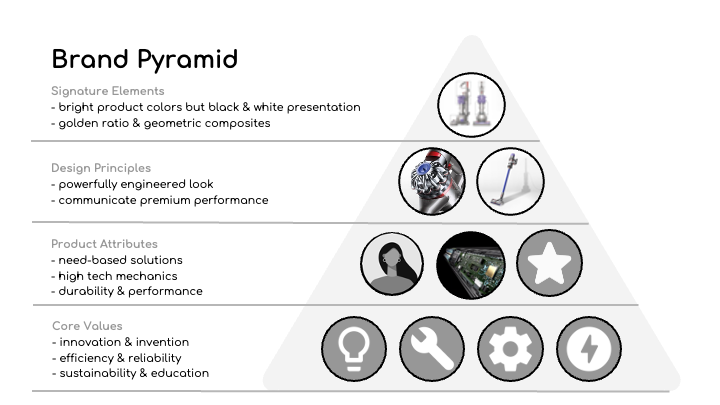 Brand Pyramid
Signature Elements
- bright product colors but black & white presentation
- golden ratio & geometric composites
Design Principles
- powerfully engineered look
- communicate premium performance
Product Attributes
- need-based solutions
- high tech mechanics
- durability & performance
Core Values
- innovation & invention
- efficiency & reliability
- sustainability & education